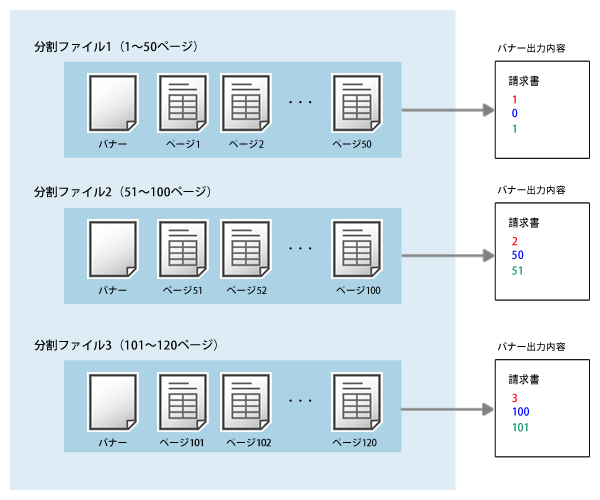 分割ファイル1（1～50ページ）
バナー
ページ1
ページ2
・・・
ページ50
バナー出力内容
請求書
1
0
1
分割ファイル2（51～100ページ）
バナー
ページ51
ページ52
・・・
ページ100
バナー出力内容
請求書
2
50
51
分割ファイル3（101～120ページ）
バナー
ページ101
ページ102
・・・
ページ120
バナー出力内容
請求書
3
100
101